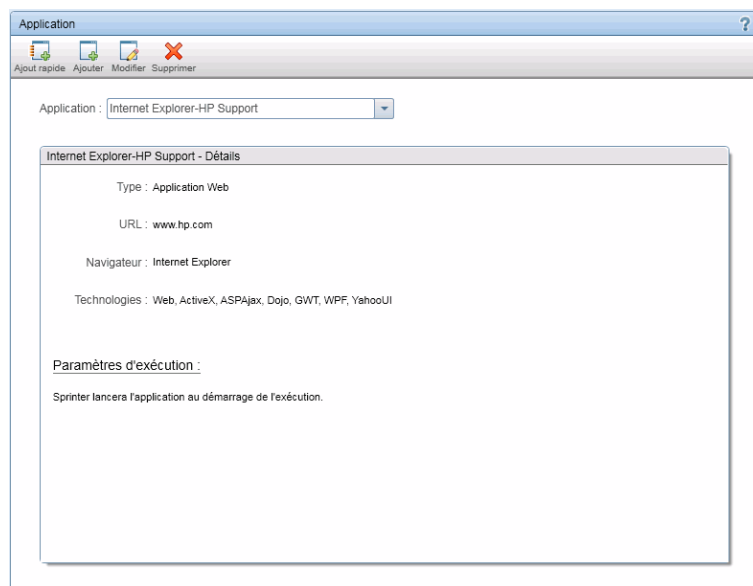 Application
?
Ajout rapide Ajouter Modifier Supprimer
Application : Internet Explorer-HP Support
Internet Explorer-HP Support - Détails
Type : Application Web
URL : www.hp.com
Navigateur : Internet Explorer
Technologies : Web, ActiveX, ASPAjax, Dojo, GWT, WPF, YahooUI
Paramètres d'exécution :
Sprinter lancera l'application au démarrage de l'exécution.